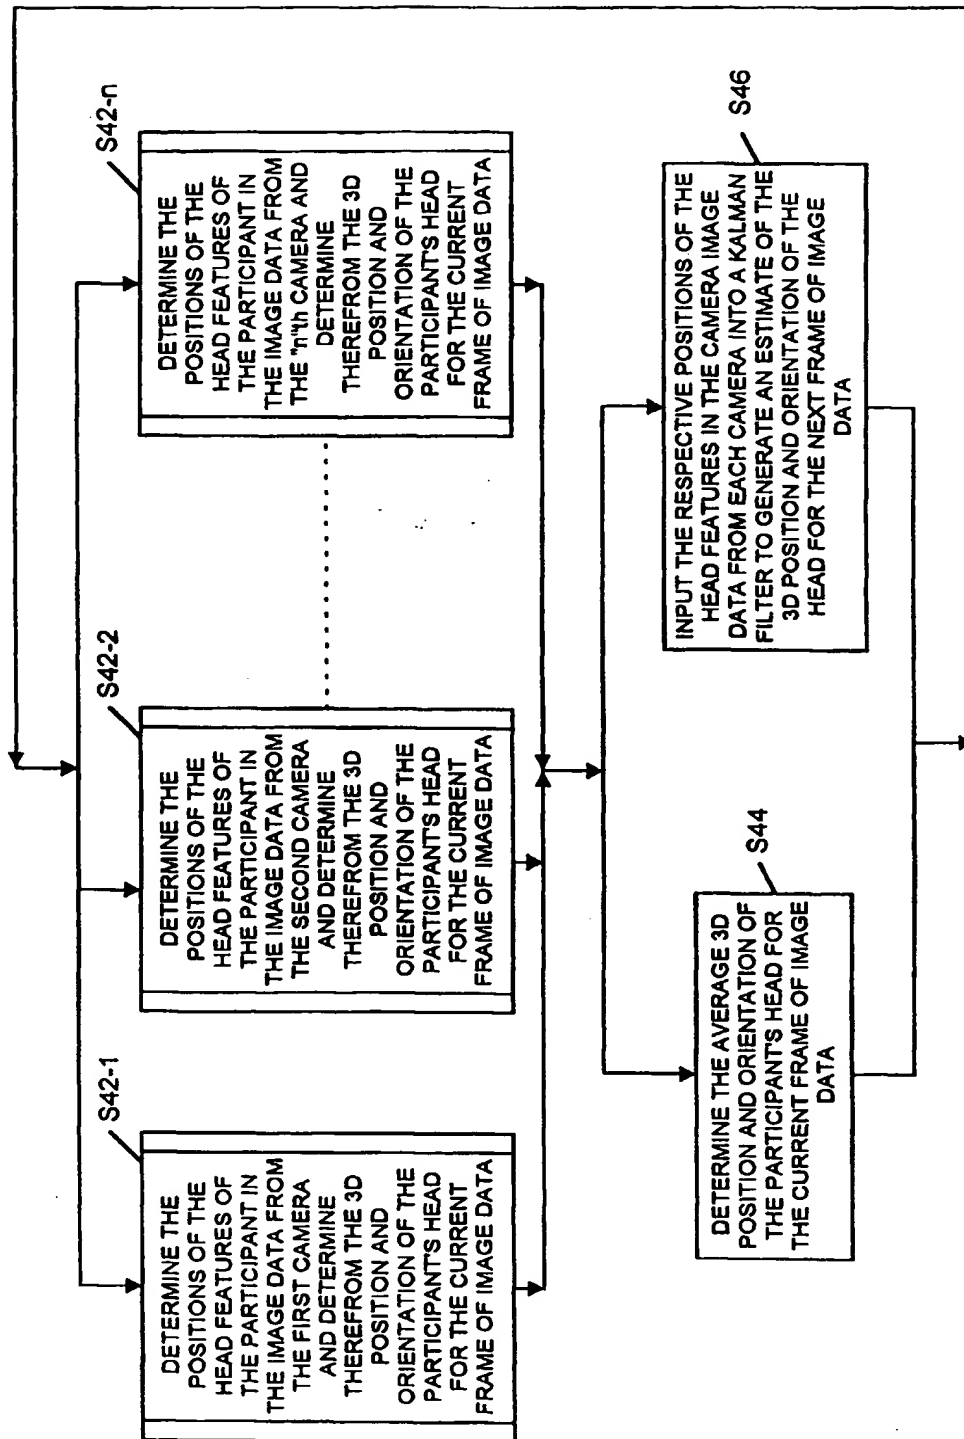 S42-1
DETERMINE THE
POSITIONS OF THE
HEAD FEATURES OF
THE PARTICIPANT IN
THE IMAGE DATA FROM
THE FIRST CAMERA
AND DETERMINE
THEREFROM THE 3D
POSITION AND
ORIENTATION OF THE
PARTICIPANT'S HEAD
FOR THE CURRENT
FRAME OF IMAGE DATA
S42-2
DETERMINE THE
POSITIONS OF THE
HEAD FEATURES OF
THE PARTICIPANT IN
THE IMAGE DATA FROM
THE SECOND CAMERA
AND DETERMINE
THEREFROM THE 3D
POSITION AND
ORIENTATION OF THE
PARTICIPANT'S HEAD
FOR THE CURRENT
FRAME OF IMAGE DATA
S42-n
DETERMINE THE
POSITIONS OF THE
HEAD FEATURES OF
THE PARTICIPANT IN
THE IMAGE DATA FROM
THE "n"th CAMERA AND
DETERMINE
THEREFROM THE 3D
POSITION AND
ORIENTATION OF THE
PARTICIPANT'S HEAD
FOR THE CURRENT
FRAME OF IMAGE DATA
S44
DETERMINE THE AVERAGE 3D
POSITION AND ORIENTATION OF
THE PARTICIPANT'S HEAD FOR
THE CURRENT FRAME OF IMAGE
DATA
S46
INPUT THE RESPECTIVE POSITIONS OF THE
HEAD FEATURES IN THE CAMERA IMAGE
DATA FROM EACH CAMERA INTO A KALMAN
FILTER TO GENERATE AN ESTIMATE OF THE
3D POSITION AND ORIENTATION OF THE
HEAD FOR THE NEXT FRAME OF IMAGE
DATA